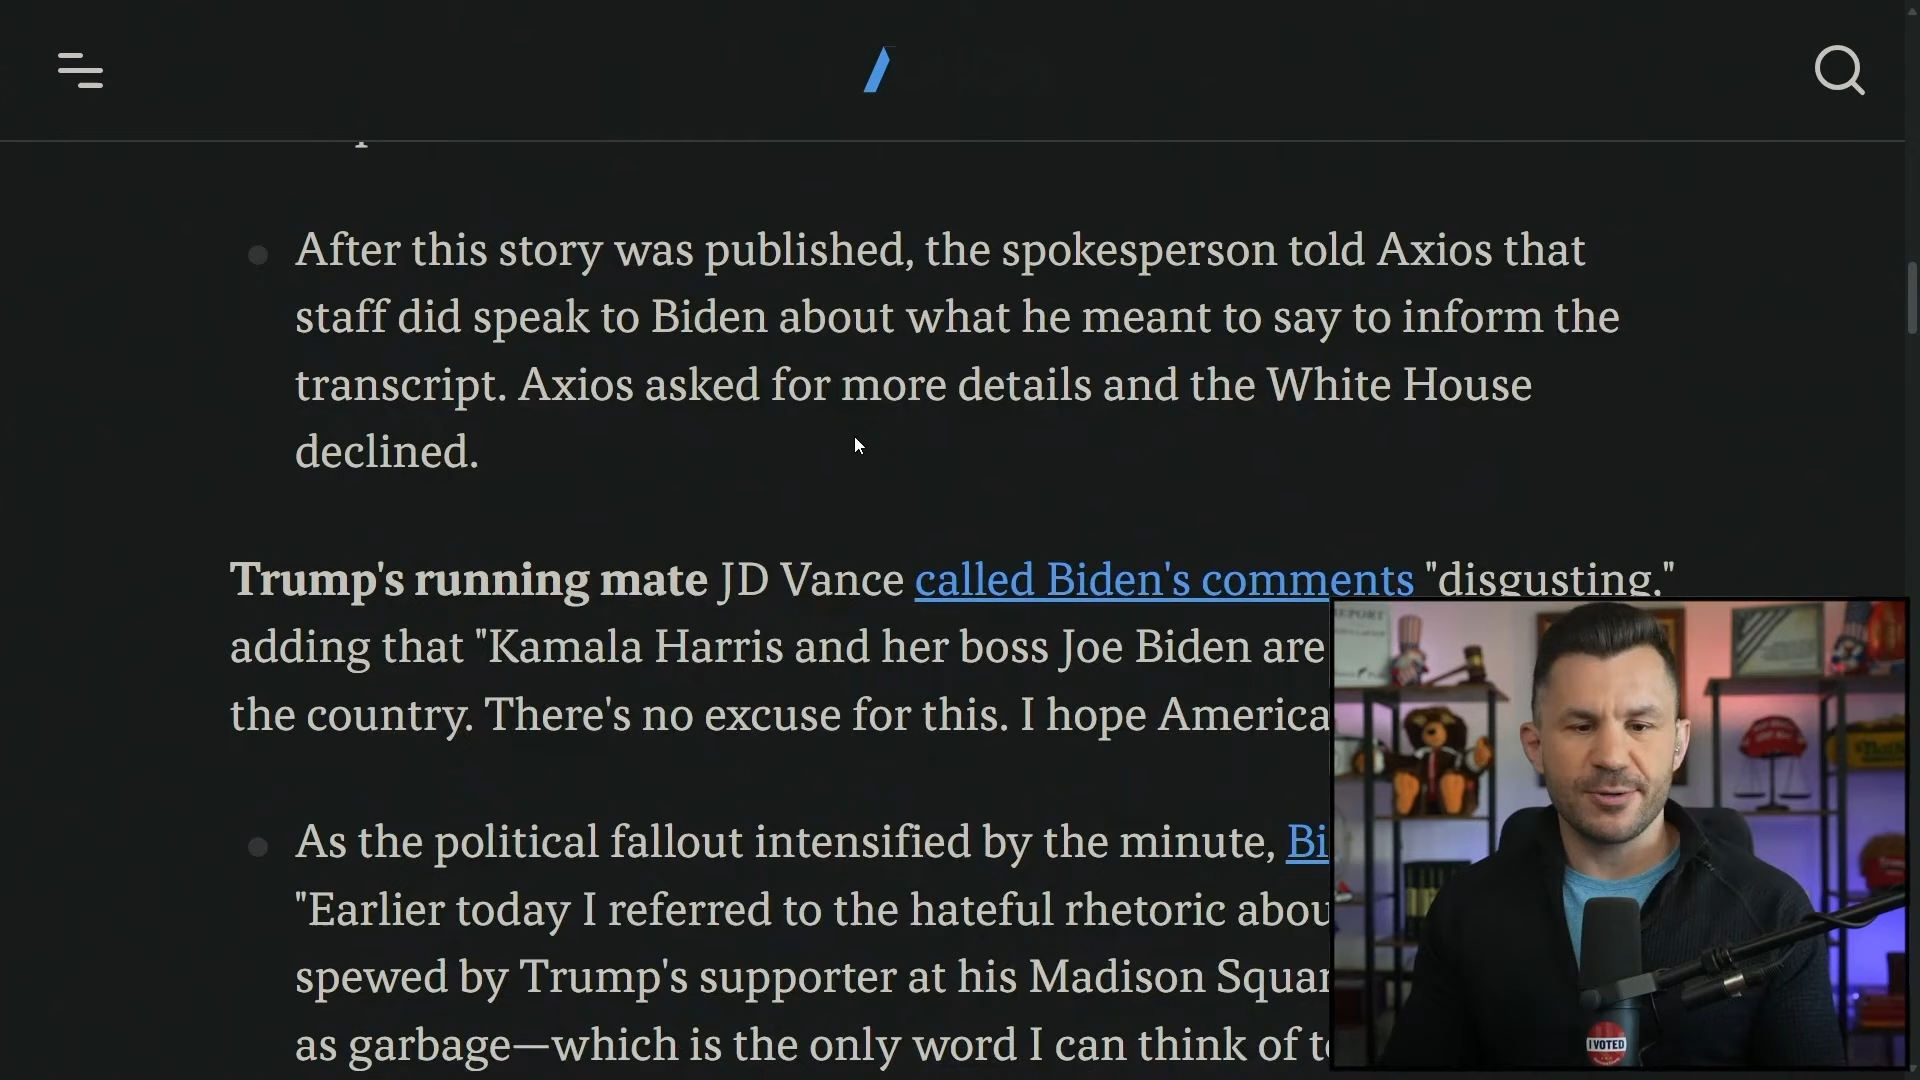 After this story was published, the spokesperson told Axios that
staff did speak to Biden about what he meant to say to inform the
transcript. Axios asked for more details and the White House
declined.
Trump's running mate JD Vance called Biden's comments "disgusting,"
adding that "Kamala Harris and her boss Joe Biden are
the country. There's no excuse for this. I hope America
As the political fallout intensified by the minute, Bi
"Earlier today I referred to the hateful rhetoric abou
spewed by Trump's supporter at his Madison Squar
as garbage—which is the only word I can think of t
I VOTED